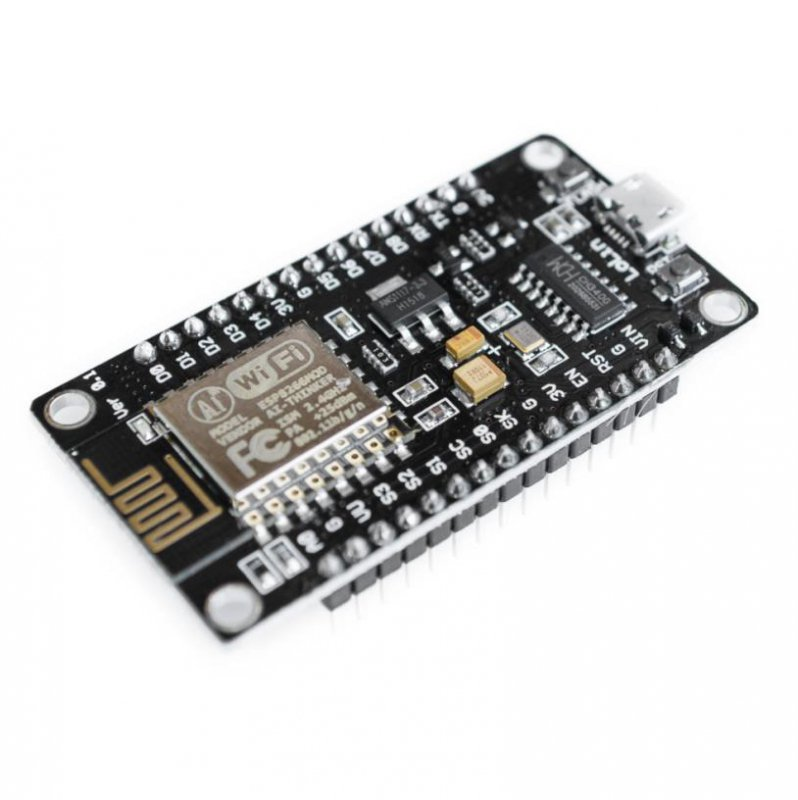 Ai
WiFi
MODEL
ESP8266MOD
VENDOR
AI-THINKER
ISM 2.4GHz
PA +25dBm
802.11b/g/n
FC
Ver 0.1
D0
D1
D2
D3
D4
3V
G
D5
D6
D7
D8
RX
TX
G
3V
AMS1117-3.3
H1518
CH340G
LoLin
VIN
G
RST
EN
3V
G
SK
S0
SC
S1
S2
S3
VU
G
A0